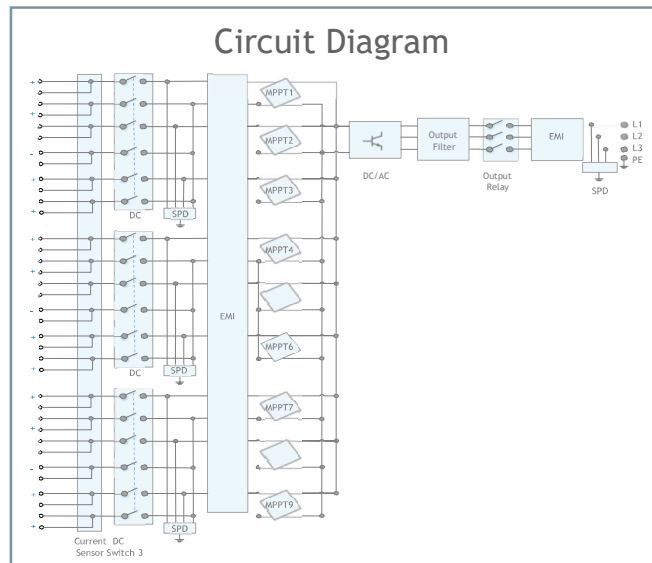 Circuit Diagram
MPPT1
MPPT2
MPPT3
MPPT4
MPPT6
MPPT7
MPPT9
EMI
DC
SPD
DC
SPD
SPD
Current DC
Sensor Switch 3
DC/AC
Output
Filter
Output
Relay
EMI
SPD
L1
L2
L3
PE
+
+
-
+
+
+
+
-
+
+
+
+
-
+
+